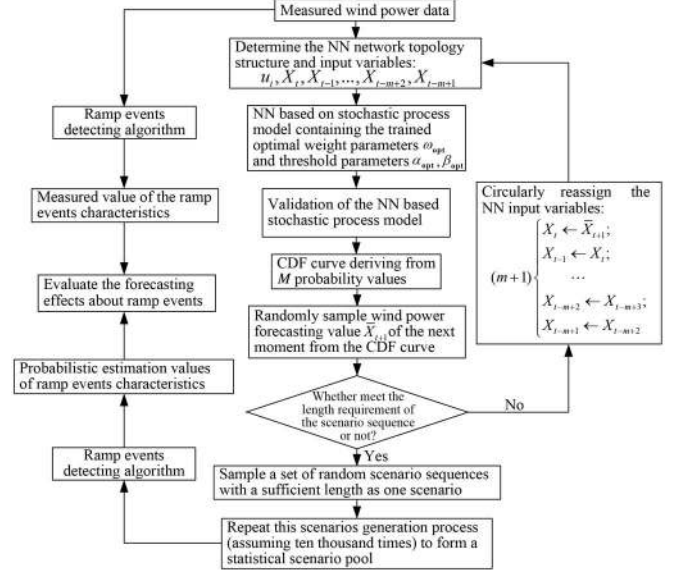 Measured wind power data
Determine the NN network topology
structure and input variables:
u_t, X_t, X_{t-1}, ..., X_{t-m+2}, X_{t-m+1}
NN based on stochastic process
model containing the trained
optimal weight parameters ω_opt
and threshold parameters α_opt, β_opt
Validation of the NN based
stochastic process model
CDF curve deriving from
M probability values
Randomly sample wind power
forecasting value X̅_{t+1} of the next
moment from the CDF curve
Whether meet the
length requirement of
the scenario sequence
or not?
No
Yes
Sample a set of random scenario sequences
with a sufficient length as one scenario
Repeat this scenarios generation process
(assuming ten thousand times) to form a
statistical scenario pool
Circularly reassign the
NN input variables:
X_t ← X̅_{t+1};
X_{t-1} ← X_t;
(m+1) { ...
X_{t-m+2} ← X_{t-m+3};
X_{t-m+1} ← X_{t-m+2}
Ramp events
detecting algorithm
Measured value of the ramp
events characteristics
Evaluate the forecasting
effects about ramp events
Probabilistic estimation values
of ramp events characteristics
Ramp events
detecting algorithm